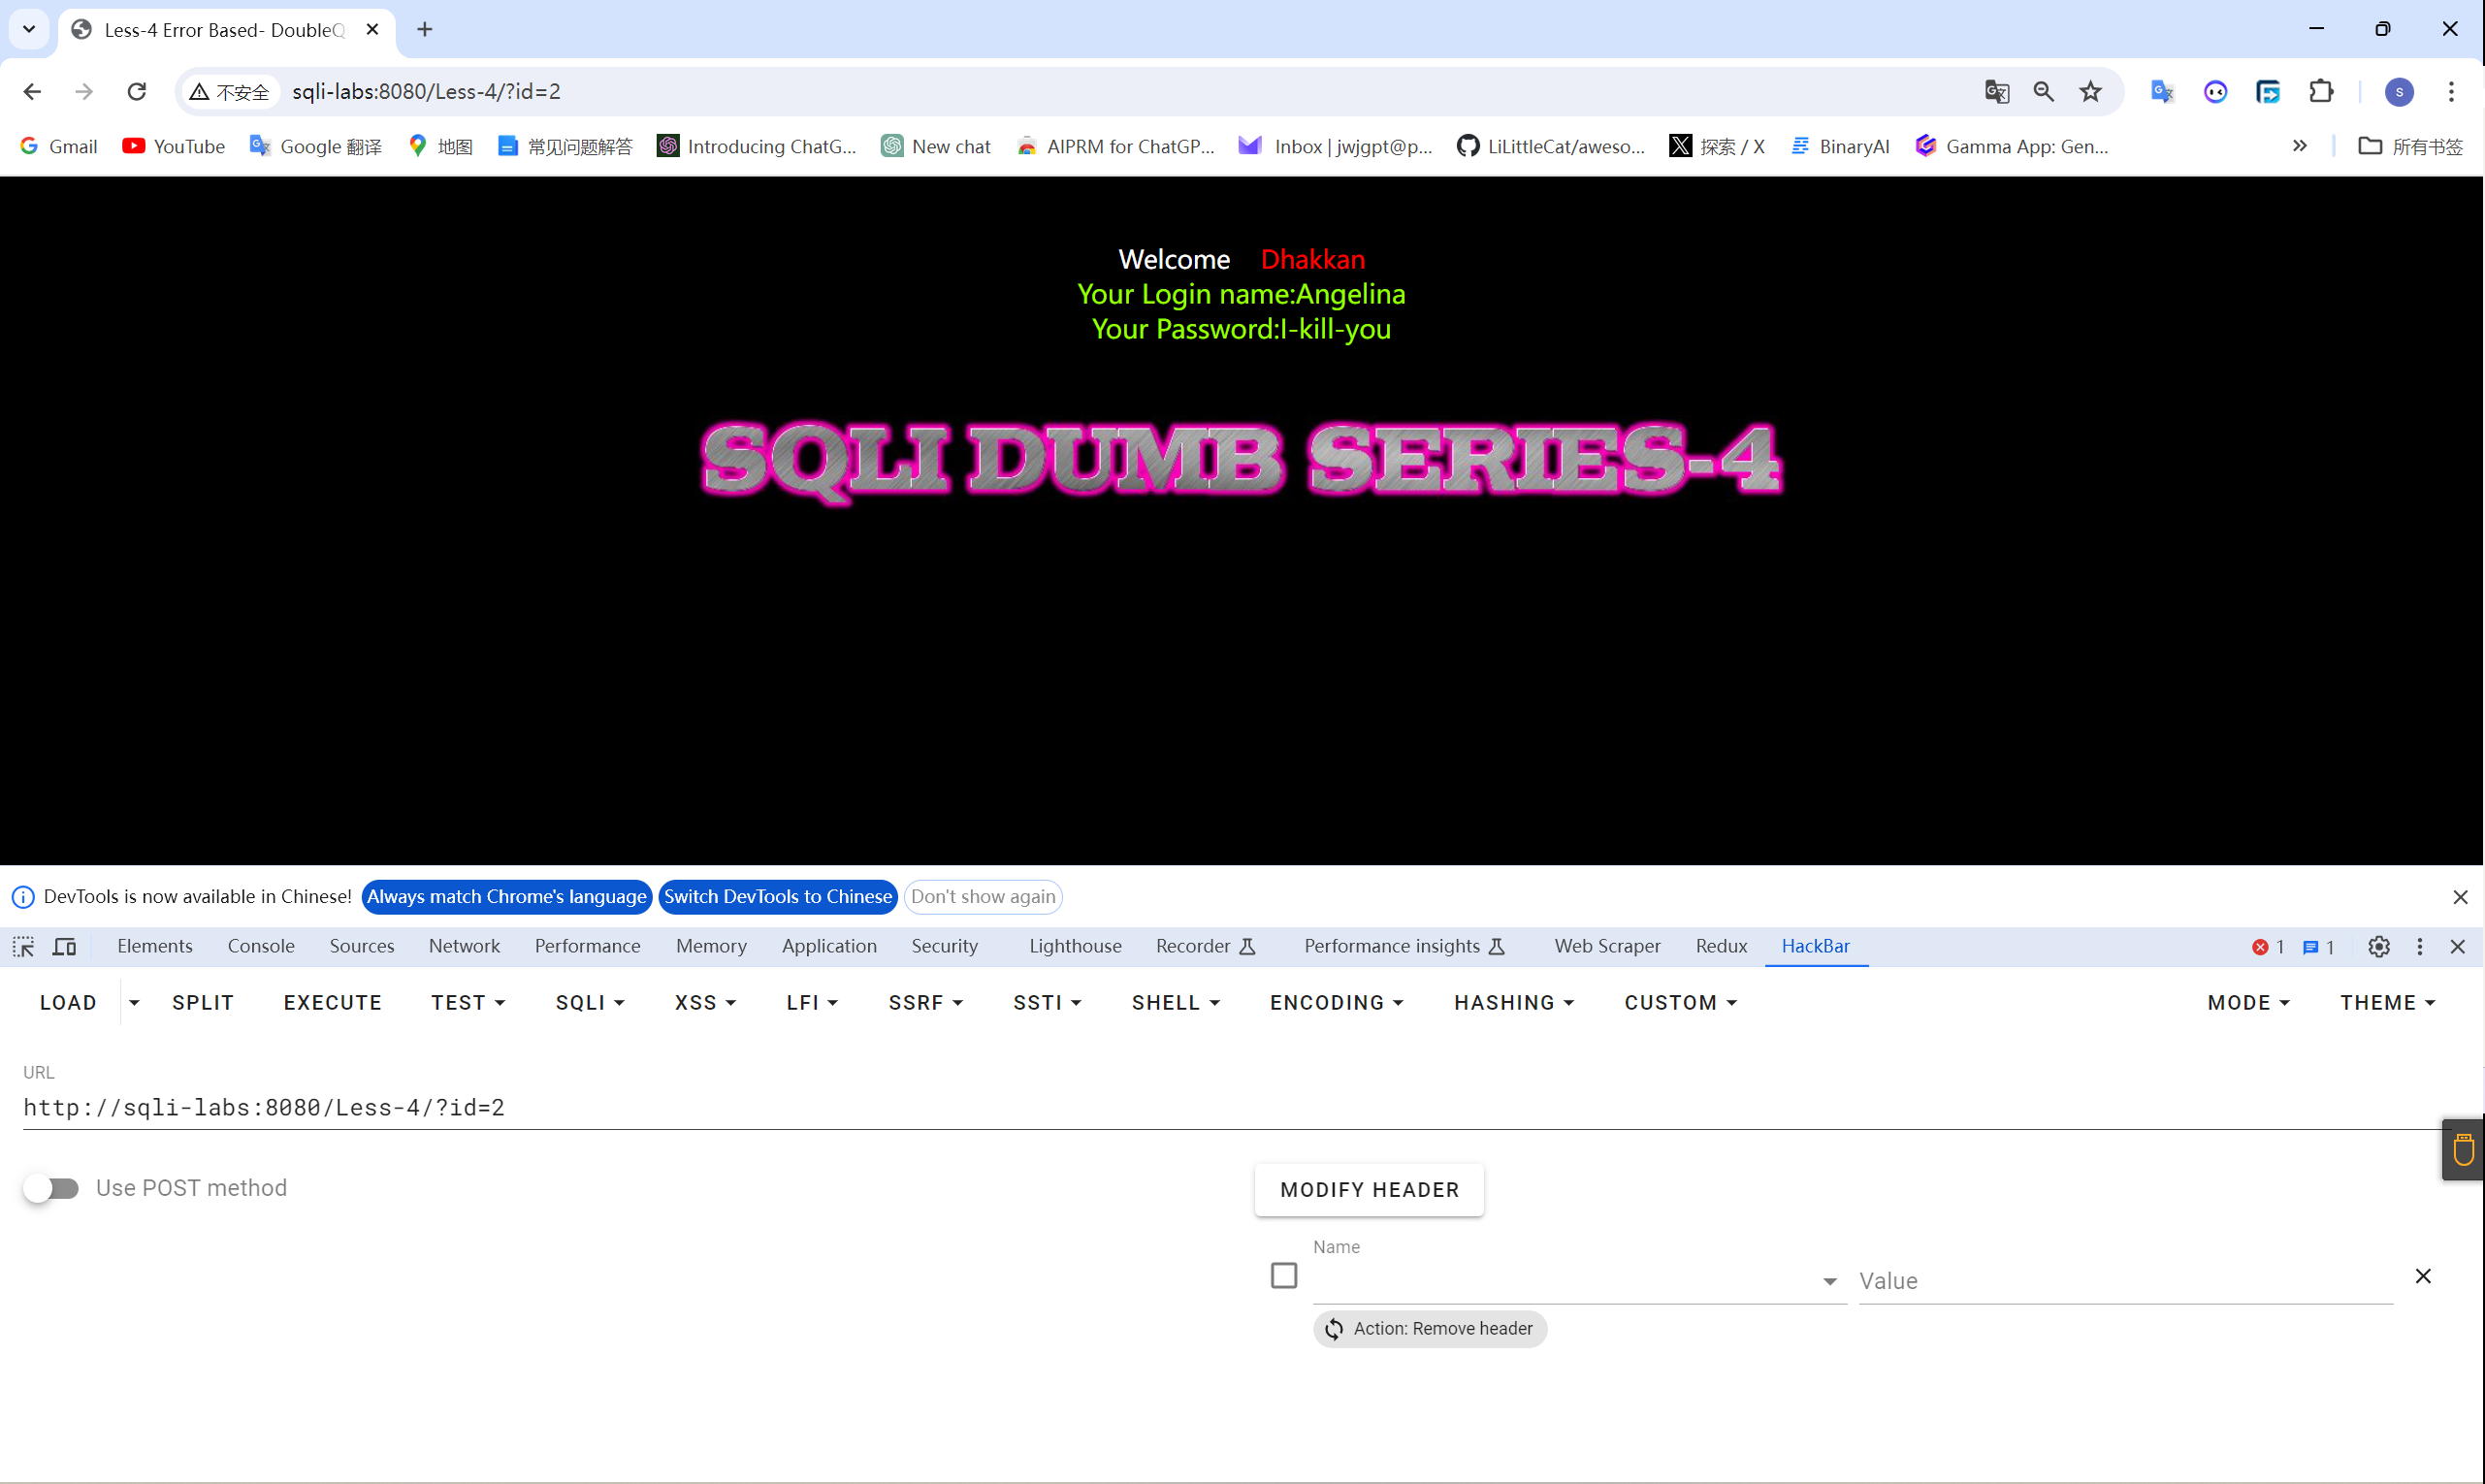 Less-4 Error Based- DoubleQ
不安全 sqli-labs:8080/Less-4/?id=2 s
Gmail YouTube Google 翻译 地图 常见问题解答 Introducing ChatG... New chat AIPRM for ChatGP... Inbox | jwjgpt@p... LiLittleCat/aweso... 探索 / X BinaryAI Gamma App: Gen... » 所有书签
Welcome Dhakkan
Your Login name:Angelina
Your Password:I-kill-you
SQLI DUMB SERIES-4
DevTools is now available in Chinese! Always match Chrome's language Switch DevTools to Chinese Don't show again
Elements Console Sources Network Performance Memory Application Security Lighthouse Recorder Performance insights Web Scraper Redux HackBar 1 1
LOAD SPLIT EXECUTE TEST SQLI XSS LFI SSRF SSTI SHELL ENCODING HASHING CUSTOM MODE THEME
URL
http://sqli-labs:8080/Less-4/?id=2
Use POST method MODIFY HEADER
Name
Value
Action: Remove header